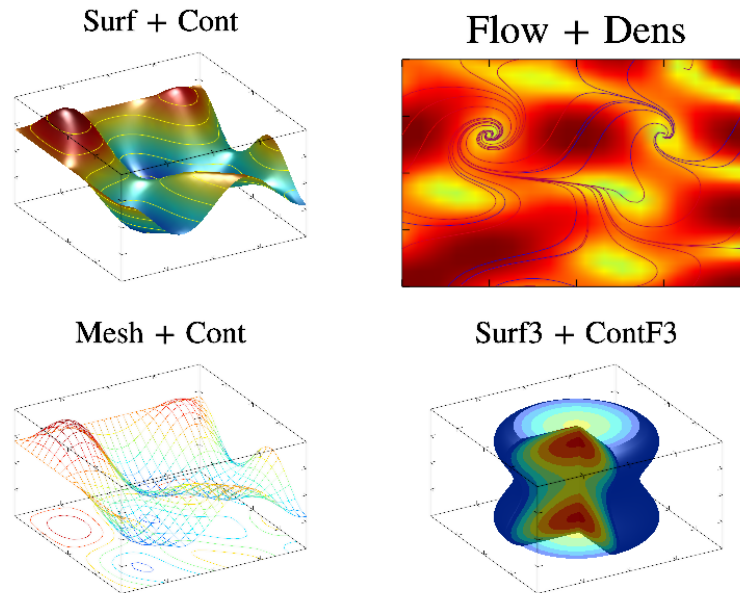 Surf + Cont
Flow + Dens
Mesh + Cont
Surf3 + ContF3